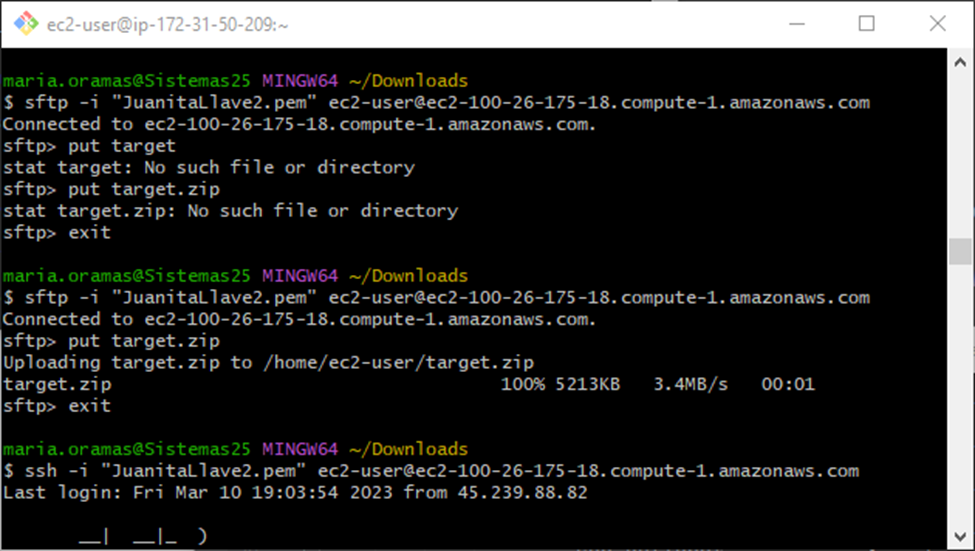 ec2-user@ip-172-31-50-209:~
maria.oramas@Sistemas25 MINGW64 ~/Downloads
$ sftp -i "JuanitaLlave2.pem" ec2-user@ec2-100-26-175-18.compute-1.amazonaws.com
Connected to ec2-100-26-175-18.compute-1.amazonaws.com.
sftp> put target
stat target: No such file or directory
sftp> put target.zip
stat target.zip: No such file or directory
sftp> exit
maria.oramas@Sistemas25 MINGW64 ~/Downloads
$ sftp -i "JuanitaLlave2.pem" ec2-user@ec2-100-26-175-18.compute-1.amazonaws.com
Connected to ec2-100-26-175-18.compute-1.amazonaws.com.
sftp> put target.zip
Uploading target.zip to /home/ec2-user/target.zip
target.zip 100% 5213KB 3.4MB/s 00:01
sftp> exit
maria.oramas@Sistemas25 MINGW64 ~/Downloads
$ ssh -i "JuanitaLlave2.pem" ec2-user@ec2-100-26-175-18.compute-1.amazonaws.com
Last login: Fri Mar 10 19:03:54 2023 from 45.239.88.82
__| __|_ )